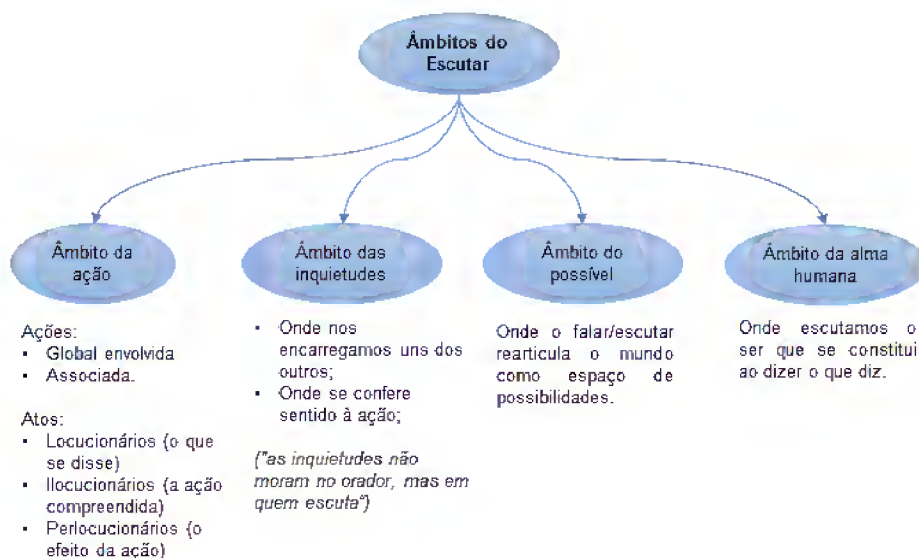 Âmbitos do
Escutar
Âmbito da
ação
Ações:
• Global envolvida
• Associada.
Atos:
• Locucionários (o que
se disse)
• Ilocucionários (a ação
compreendida)
• Perlocucionários (o
efeito da ação)
Âmbito das
inquietudes
• Onde nos
encarregamos uns dos
outros;
• Onde se confere
sentido à ação;
("as inquietudes não
moram no orador, mas em
quem escuta")
Âmbito do
possível
Onde o falar/escutar
rearticula o mundo
como espaço de
possibilidades.
Âmbito da alma
humana
Onde escutamos o
ser que se constitui
ao dizer o que diz.